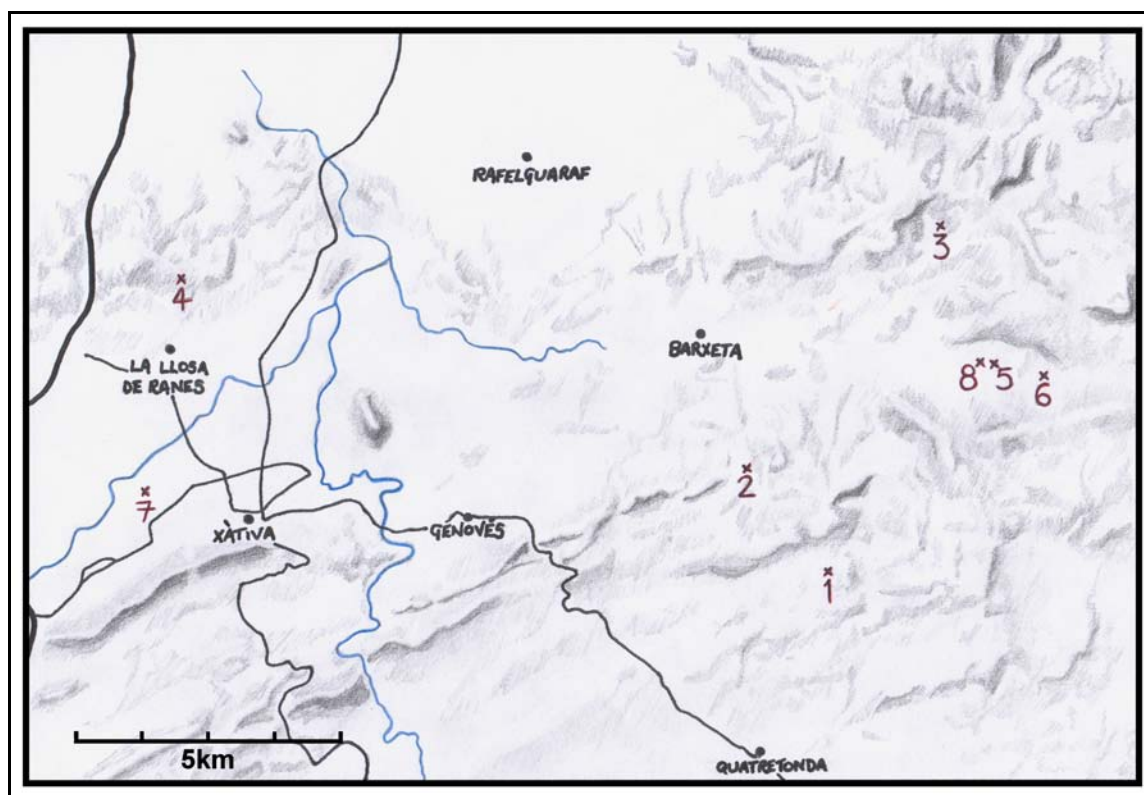 RAFELGUARAF
3
4
BARXETA
LA LLOSA
DE RANES
8 5
6
2
7
XÀTIVA
GENOVÉS
1
5km
QUATRETONDA